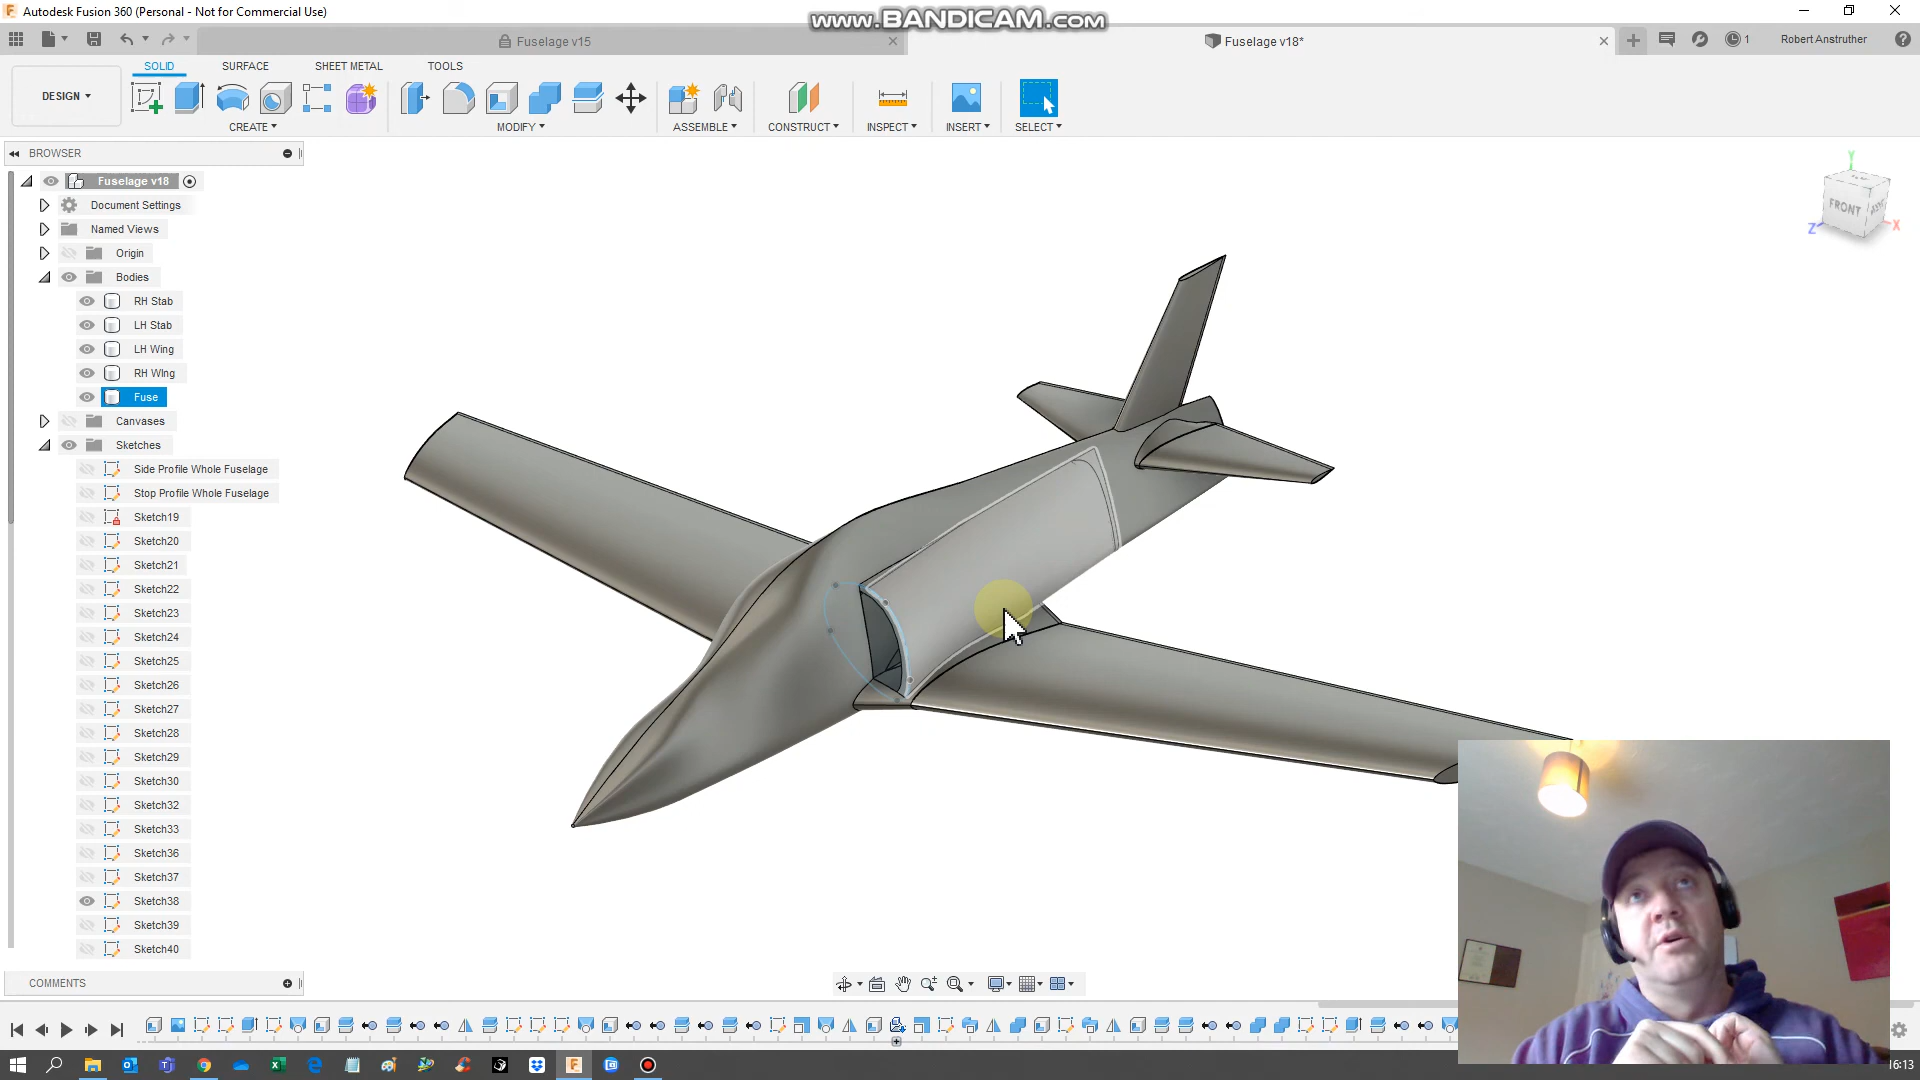 Autodesk Fusion 360 (Personal - Not for Commercial Use)
www.BANDICAM.com
Fuselage v15
Fuselage v18*
1
Robert Anstruther
DESIGN
SOLID
SURFACE
SHEET METAL
TOOLS
CREATE
MODIFY
ASSEMBLE
CONSTRUCT
INSPECT
INSERT
SELECT
BROWSER
Fuselage v18
Document Settings
Named Views
Origin
Bodies
RH Stab
LH Stab
LH Wing
RH WIng
Fuse
Canvases
Sketches
Side Profile Whole Fuselage
Stop Profile Whole Fuselage
Sketch19
Sketch20
Sketch21
Sketch22
Sketch23
Sketch24
Sketch25
Sketch26
Sketch27
Sketch28
Sketch29
Sketch30
Sketch32
Sketch33
Sketch36
Sketch37
Sketch38
Sketch39
Sketch40
Y
FRONT
Z
X
COMMENTS
16:13